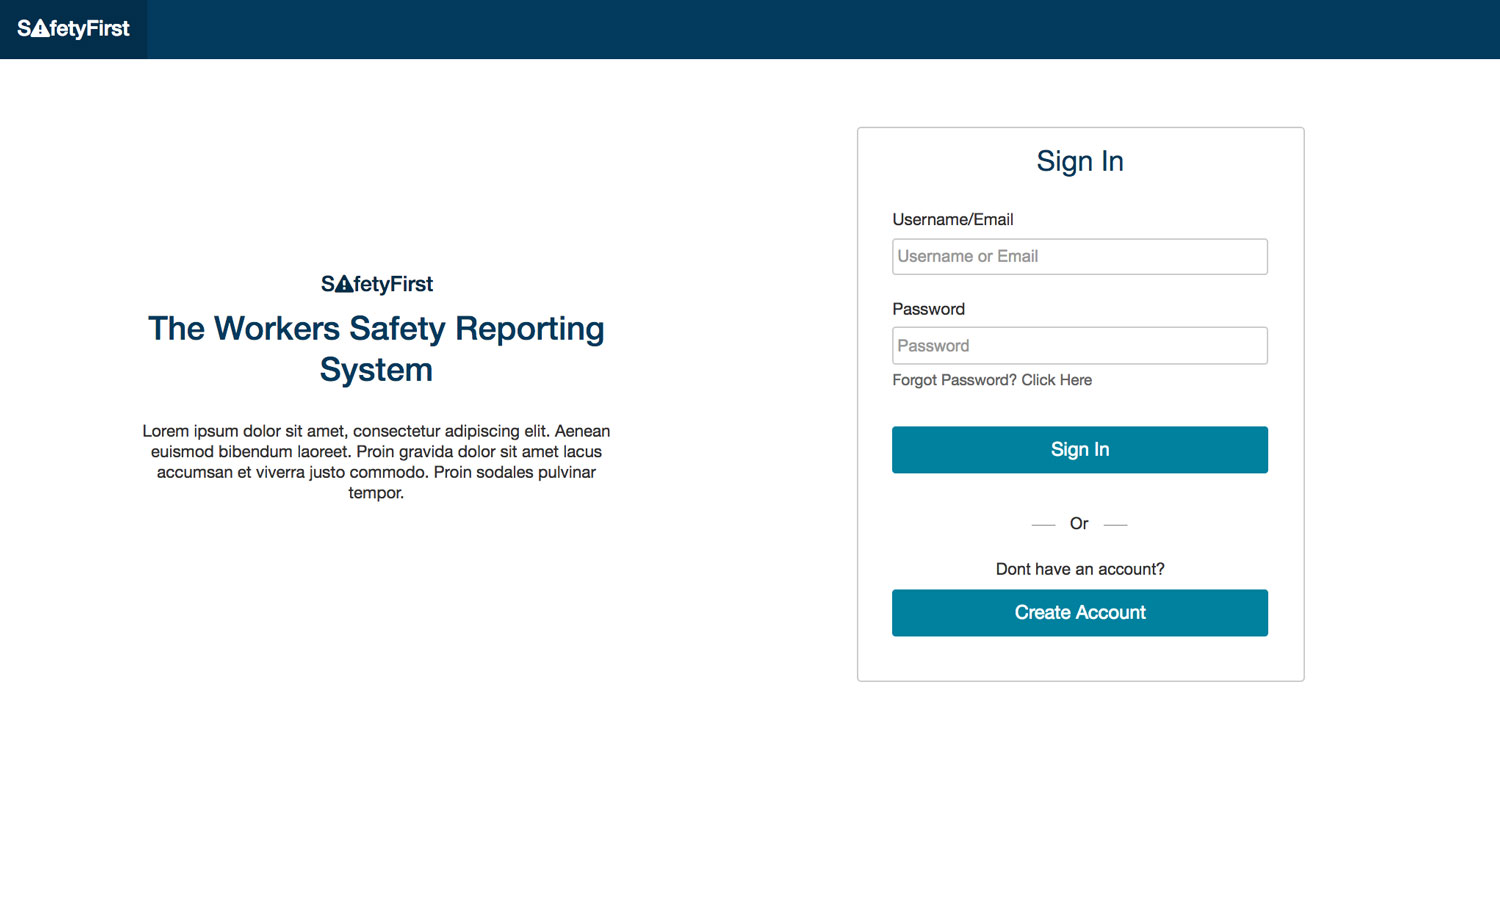 SafetyFirst
SafetyFirst
The Workers Safety Reporting
System
Lorem ipsum dolor sit amet, consectetur adipiscing elit. Aenean
euismod bibendum laoreet. Proin gravida dolor sit amet lacus
accumsan et viverra justo commodo. Proin sodales pulvinar
tempor.
Sign In
Username/Email
Username or Email
Password
Password
Forgot Password? Click Here
Sign In
Or
Dont have an account?
Create Account